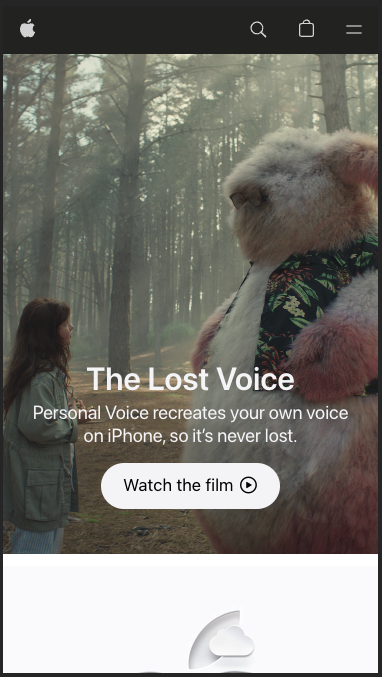 The Lost Voice
Personal Voice recreates your own voice
on iPhone, so it's never lost.
Watch the film